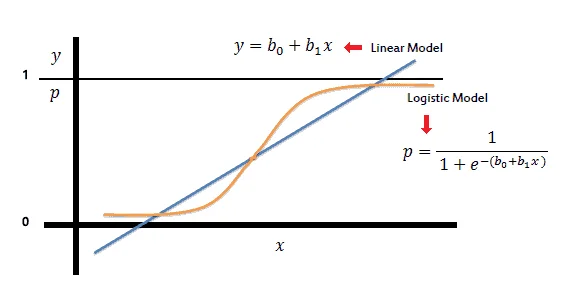 y = b₀ + b₁x
Linear Model
y
1
p
Logistic Model
p = 1 / (1 + e^−(b₀+b₁x))
0
x